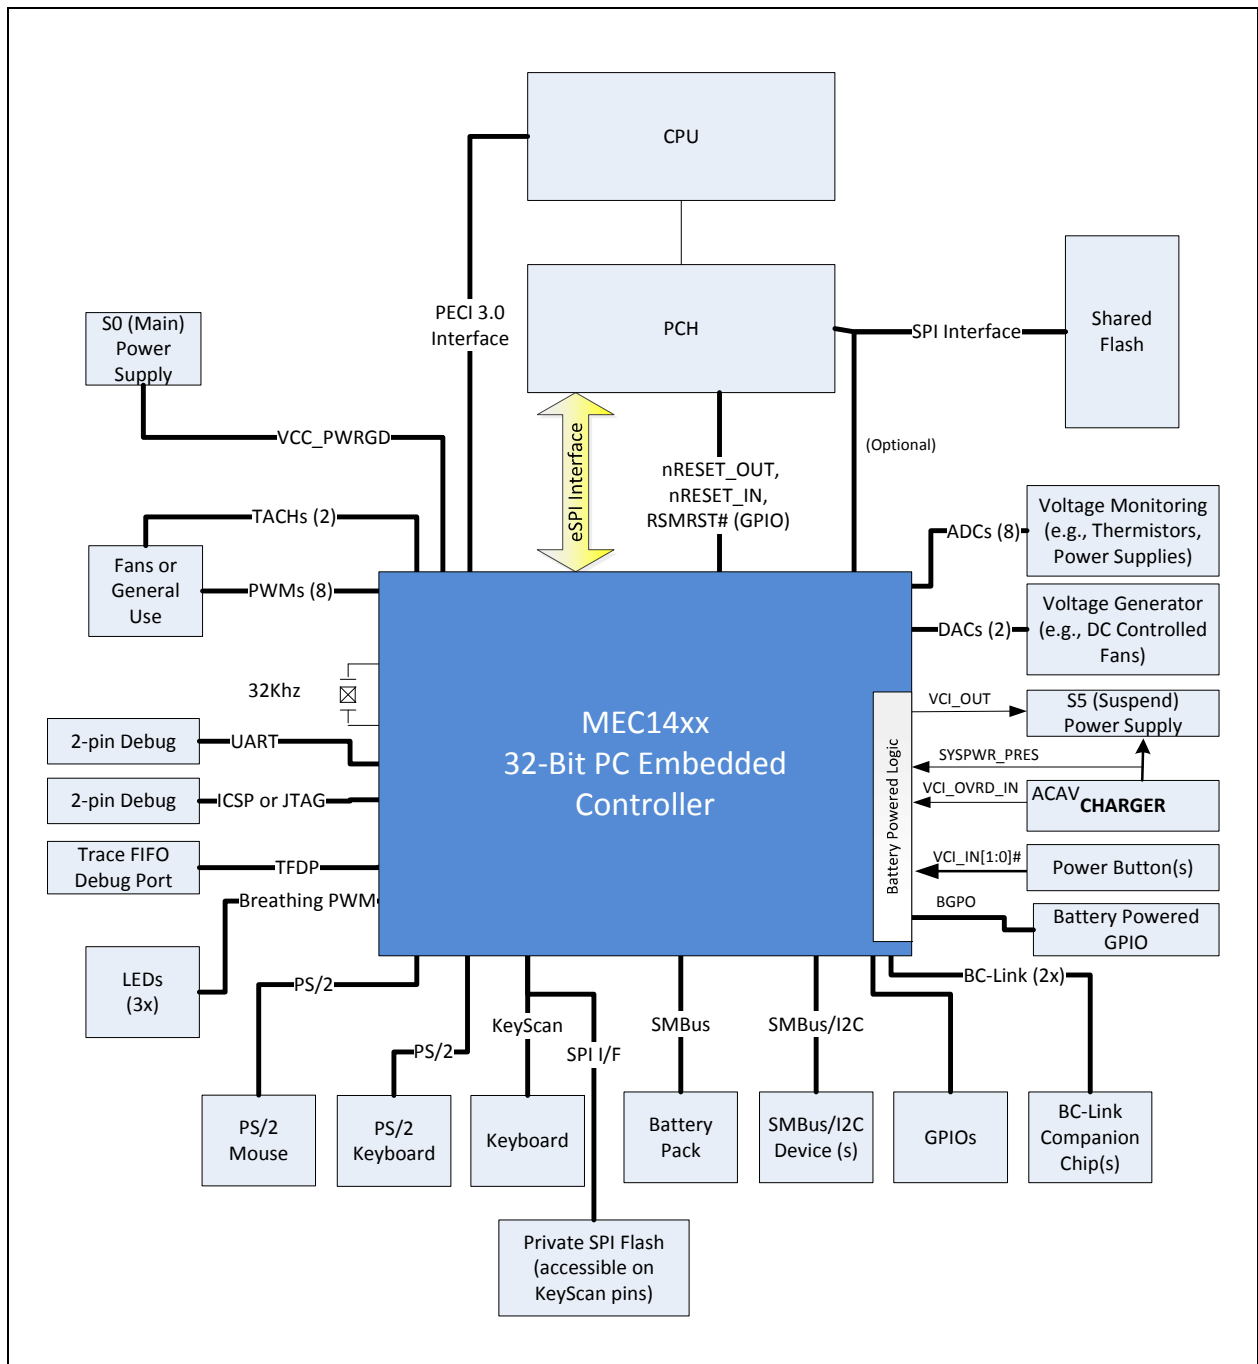 CPU
PCH
PECI 3.0
Interface
SPI Interface
Shared
Flash
S0 (Main)
Power
Supply
VCC_PWRGD
eSPI Interface
nRESET_OUT,
nRESET_IN,
RSMRST# (GPIO)
(Optional)
TACHs (2)
Fans or
General
Use
PWMs (8)
ADCs (8)
Voltage Monitoring
(e.g., Thermistors,
Power Supplies)
DACs (2)
Voltage Generator
(e.g., DC Controlled
Fans)
32Khz
MEC14xx
32-Bit PC Embedded
Controller
Battery Powered Logic
VCI_OUT
S5 (Suspend)
Power Supply
SYSPWR_PRES
VCI_OVRD_IN
ACAV
CHARGER
VCI_IN[1:0]#
Power Button(s)
BGPO
Battery Powered
GPIO
2-pin Debug
UART
2-pin Debug
ICSP or JTAG
Trace FIFO
Debug Port
TFDP
Breathing PWM
LEDs
(3x)
PS/2
PS/2
KeyScan
SPI I/F
SMBus
SMBus/I2C
BC-Link (2x)
PS/2
Mouse
PS/2
Keyboard
Keyboard
Battery
Pack
SMBus/I2C
Device (s)
GPIOs
BC-Link
Companion
Chip(s)
Private SPI Flash
(accessible on
KeyScan pins)